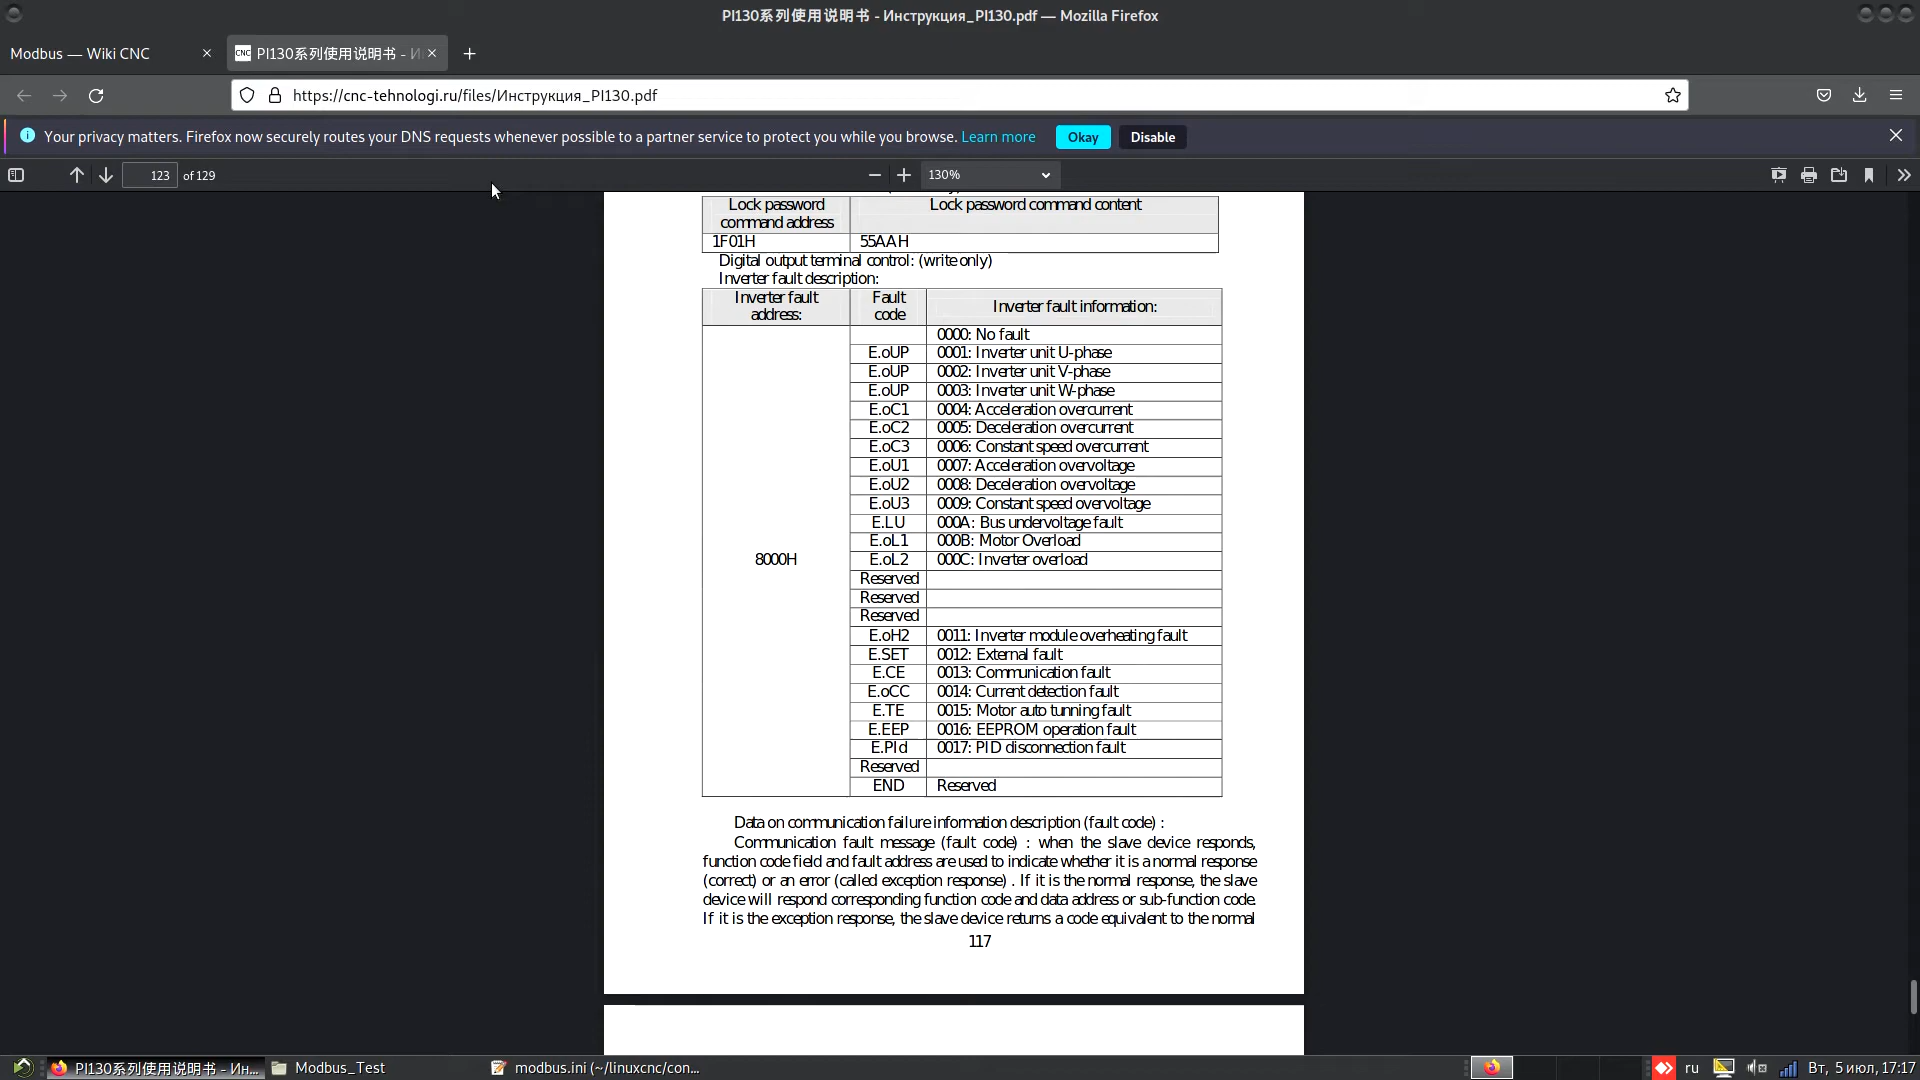 PI130系列使用说明书 - Инструкция_PI130.pdf — Mozilla Firefox
Modbus — Wiki CNC
CNC PI130系列使用说明书 - И
https://cnc-tehnologi.ru/files/Инструкция_PI130.pdf
Your privacy matters. Firefox now securely routes your DNS requests whenever possible to a partner service to protect you while you browse. Learn more Okay Disable
123 of 129 130%
Lock password command address Lock password command content
1F01H 55AAH
Digital output terminal control: (write only)
Inverter fault description:
Inverter fault address: Fault code Inverter fault information:
0000: No fault
E.oUP 0001: Inverter unit U-phase
E.oUP 0002: Inverter unit V-phase
E.oUP 0003: Inverter unit W-phase
E.oC1 0004: Acceleration overcurrent
E.oC2 0005: Deceleration overcurrent
E.oC3 0006: Constant speed overcurrent
E.oU1 0007: Acceleration overvoltage
E.oU2 0008: Deceleration overvoltage
E.oU3 0009: Constant speed overvoltage
E.LU 000A: Bus undervoltage fault
E.oL1 000B: Motor Overload
8000H E.oL2 000C: Inverter overload
Reserved
Reserved
Reserved
E.oH2 0011: Inverter module overheating fault
E.SET 0012: External fault
E.CE 0013: Communication fault
E.oCC 0014: Current detection fault
E.TE 0015: Motor auto tunning fault
E.EEP 0016: EEPROM operation fault
E.PId 0017: PID disconnection fault
Reserved
END Reserved
Data on communication failure information description (fault code) :
Communication fault message (fault code) : when the slave device responds,
function code field and fault address are used to indicate whether it is a normal response
(correct) or an error (called exception response) . If it is the normal response, the slave
device will respond corresponding function code and data address or sub-function code.
If it is the exception response, the slave device returns a code equivalent to the normal
117
PI130系列使用说明书 - Ин... Modbus_Test modbus.ini (~/linuxcnc/con... ru Вт, 5 июл, 17:17